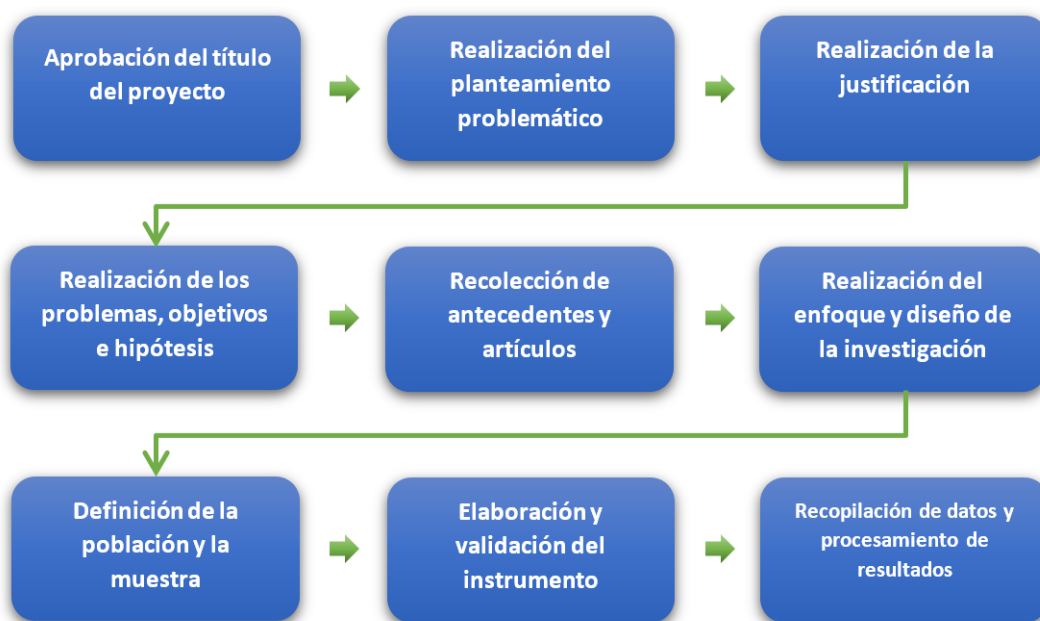 Aprobación del título
del proyecto
Realización del
planteamiento
problemático
Realización de la
justificación
Realización de los
problemas, objetivos
e hipótesis
Recolección de
antecedentes y
artículos
Realización del
enfoque y diseño de
la investigación
Definición de la
población y la
muestra
Elaboración y
validación del
instrumento
Recopilación de datos y
procesamiento de
resultados